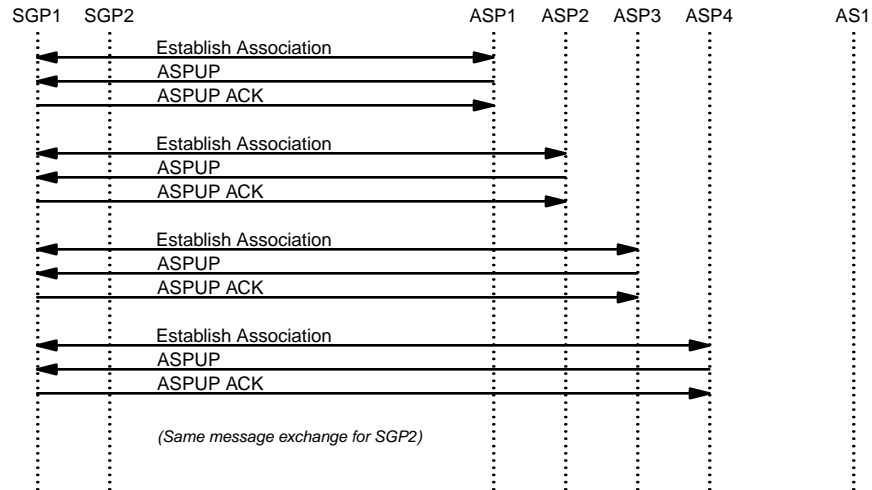 SGP1 SGP2 ASP1 ASP2 ASP3 ASP4 AS1
Establish Association
ASPUP
ASPUP ACK
Establish Association
ASPUP
ASPUP ACK
Establish Association
ASPUP
ASPUP ACK
Establish Association
ASPUP
ASPUP ACK
(Same message exchange for SGP2)